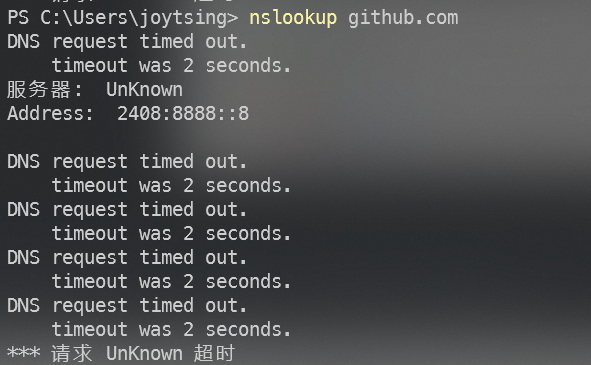 PS C:\Users\joytsing> nslookup github.com
DNS request timed out.
    timeout was 2 seconds.
服务器:  UnKnown
Address:  2408:8888::8

DNS request timed out.
    timeout was 2 seconds.
DNS request timed out.
    timeout was 2 seconds.
DNS request timed out.
    timeout was 2 seconds.
DNS request timed out.
    timeout was 2 seconds.
*** 请求 UnKnown 超时